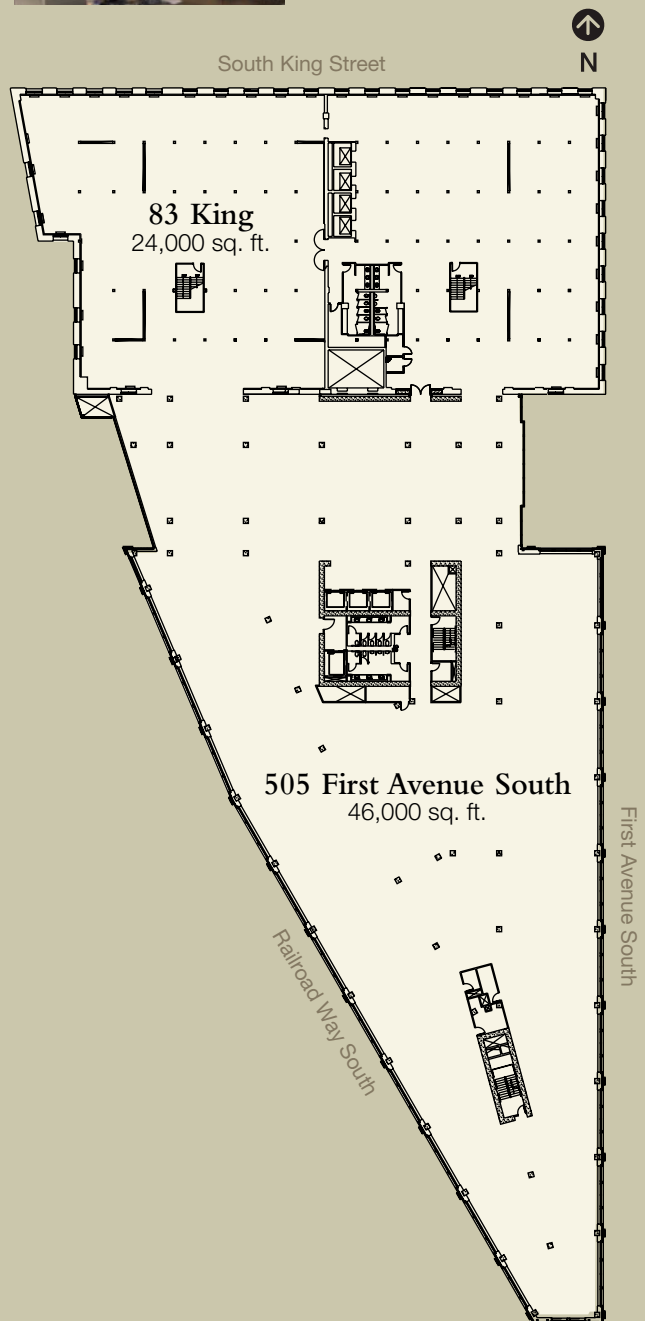 N
South King Street
83 King
24,000 sq. ft.
505 First Avenue South
46,000 sq. ft.
First Avenue South
Railroad Way South